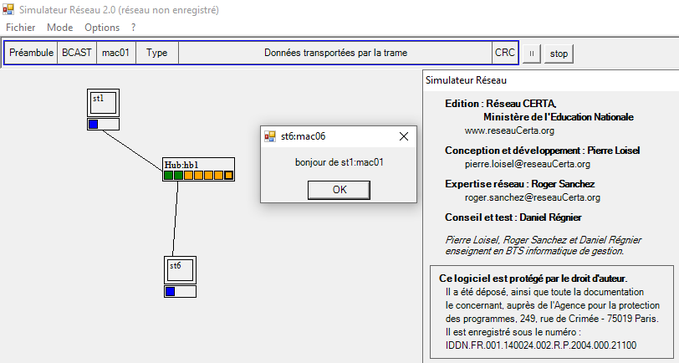 Simulateur Réseau 2.0 (réseau non enregistré)
Fichier Mode Options ?
Préambule BCAST mac01 Type Données transportées par la trame CRC II stop
st1
Hub:hb1
st6
st6:mac06
bonjour de st1:mac01
OK
Simulateur Réseau
Edition : Réseau CERTA,
Ministère de l'Education Nationale
www.reseauCerta.org
Conception et développement : Pierre Loisel
pierre.loisel@reseauCerta.org
Expertise réseau : Roger Sanchez
roger.sanchez@reseauCerta.org
Conseil et test : Daniel Régnier
Pierre Loisel, Roger Sanchez et Daniel Régnier
enseignent en BTS informatique de gestion.
Ce logiciel est protégé par le droit d'auteur.
Il a été déposé, ainsi que toute la documentation
le concernant, auprès de l'Agence pour la protection
des programmes, 249, rue de Crimée - 75019 Paris.
Il est enregistré sous le numéro :
IDDN.FR.001.140024.002.R.P.2004.000.21100